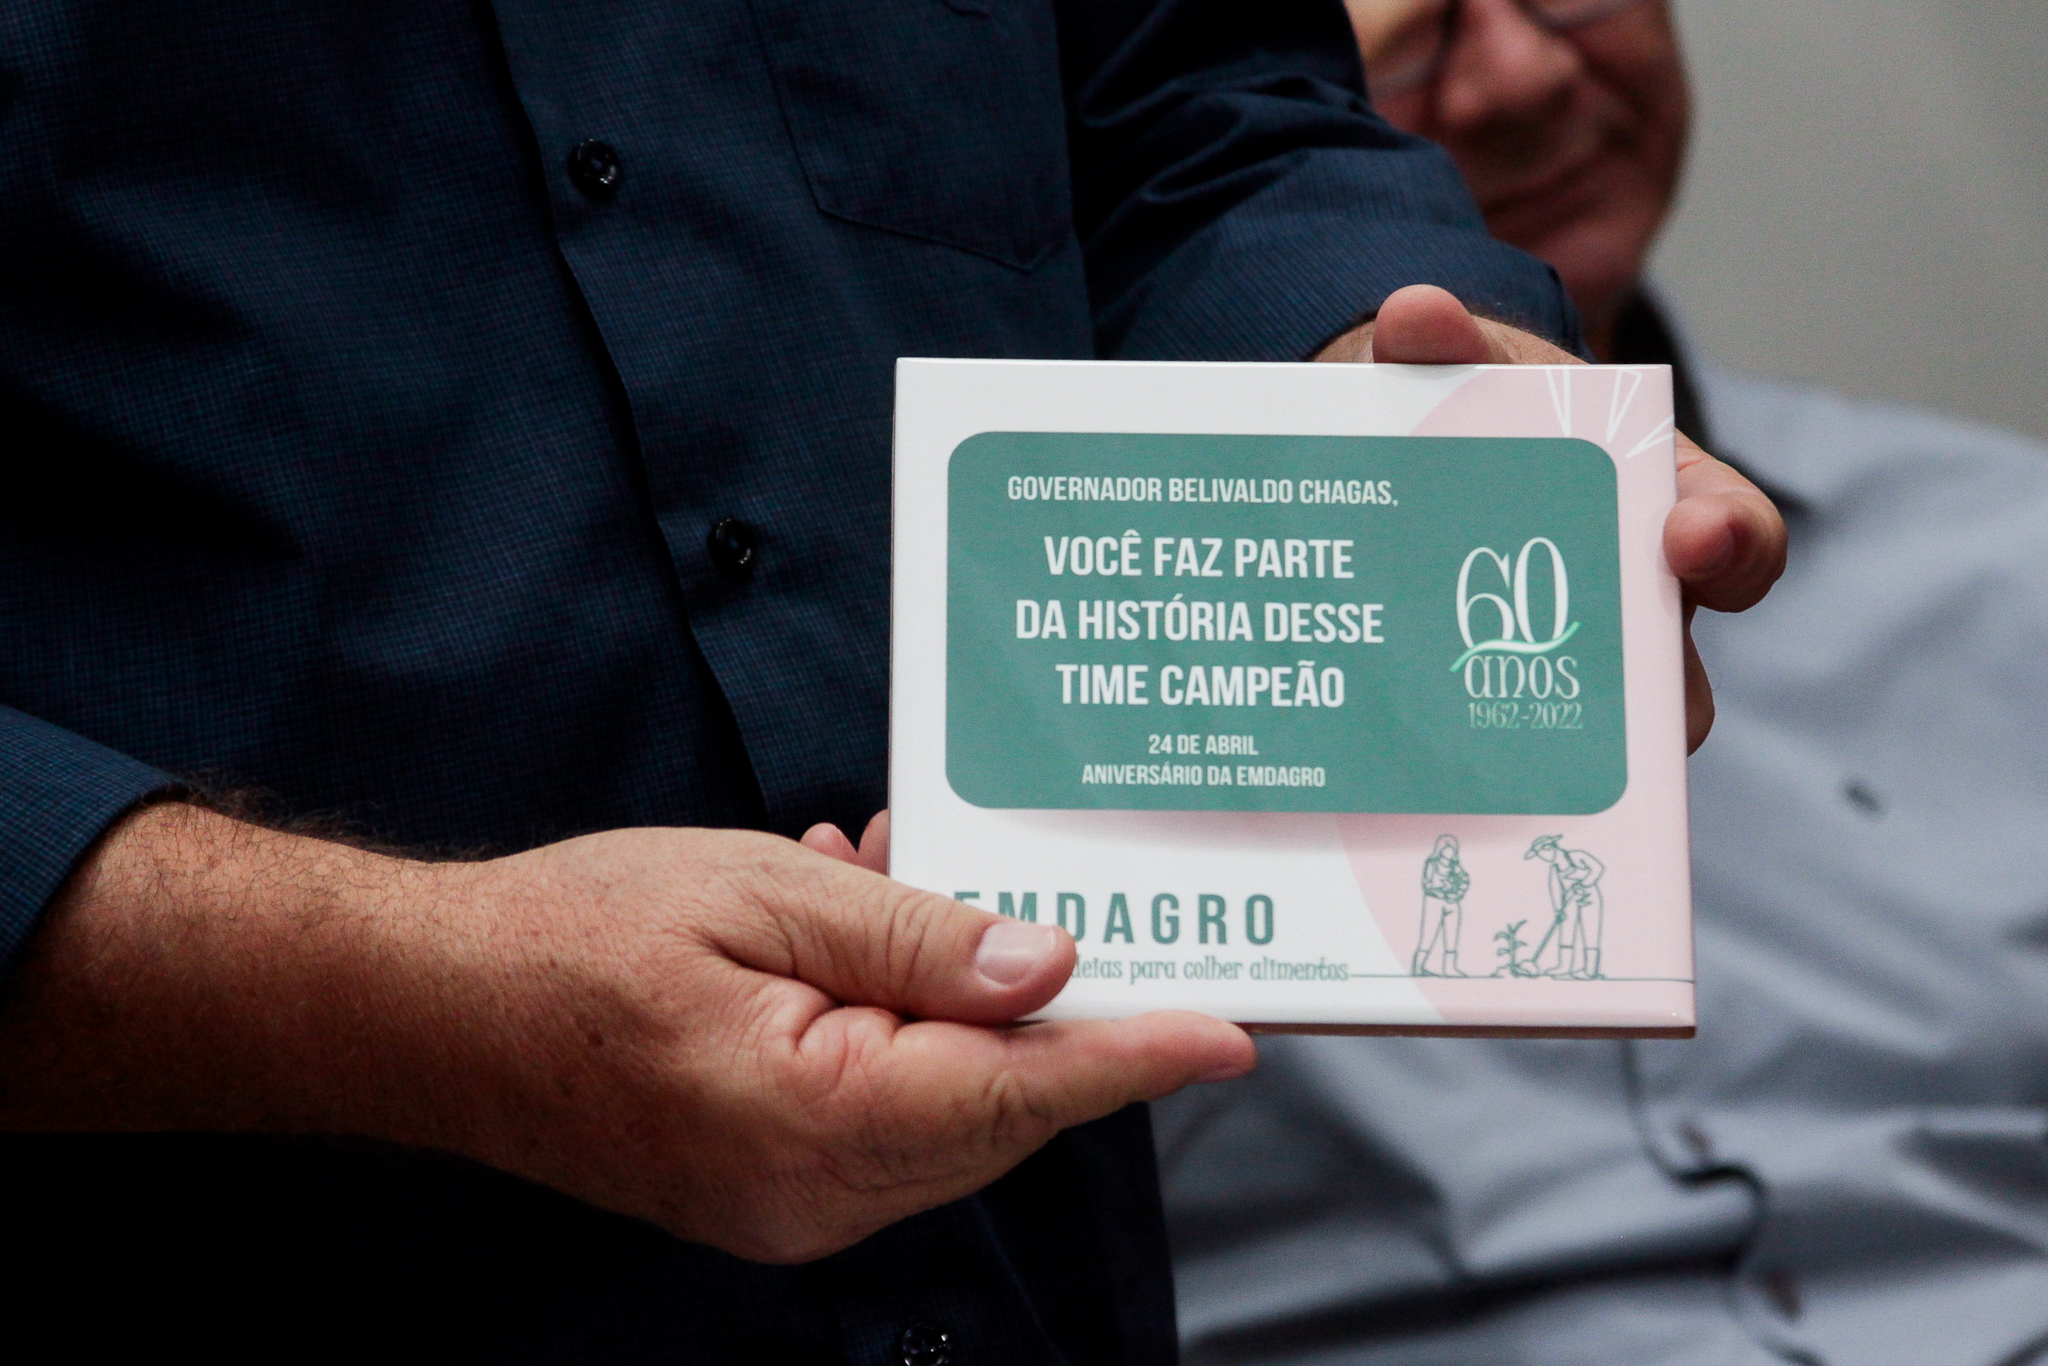 GOVERNADOR BELIVALDO CHAGAS,
VOCÊ FAZ PARTE
DA HISTÓRIA DESSE
TIME CAMPEÃO
24 DE ABRIL
ANIVERSÁRIO DA EMDAGRO
60
anos
1962-2022
EMDAGRO
para colher alimentos